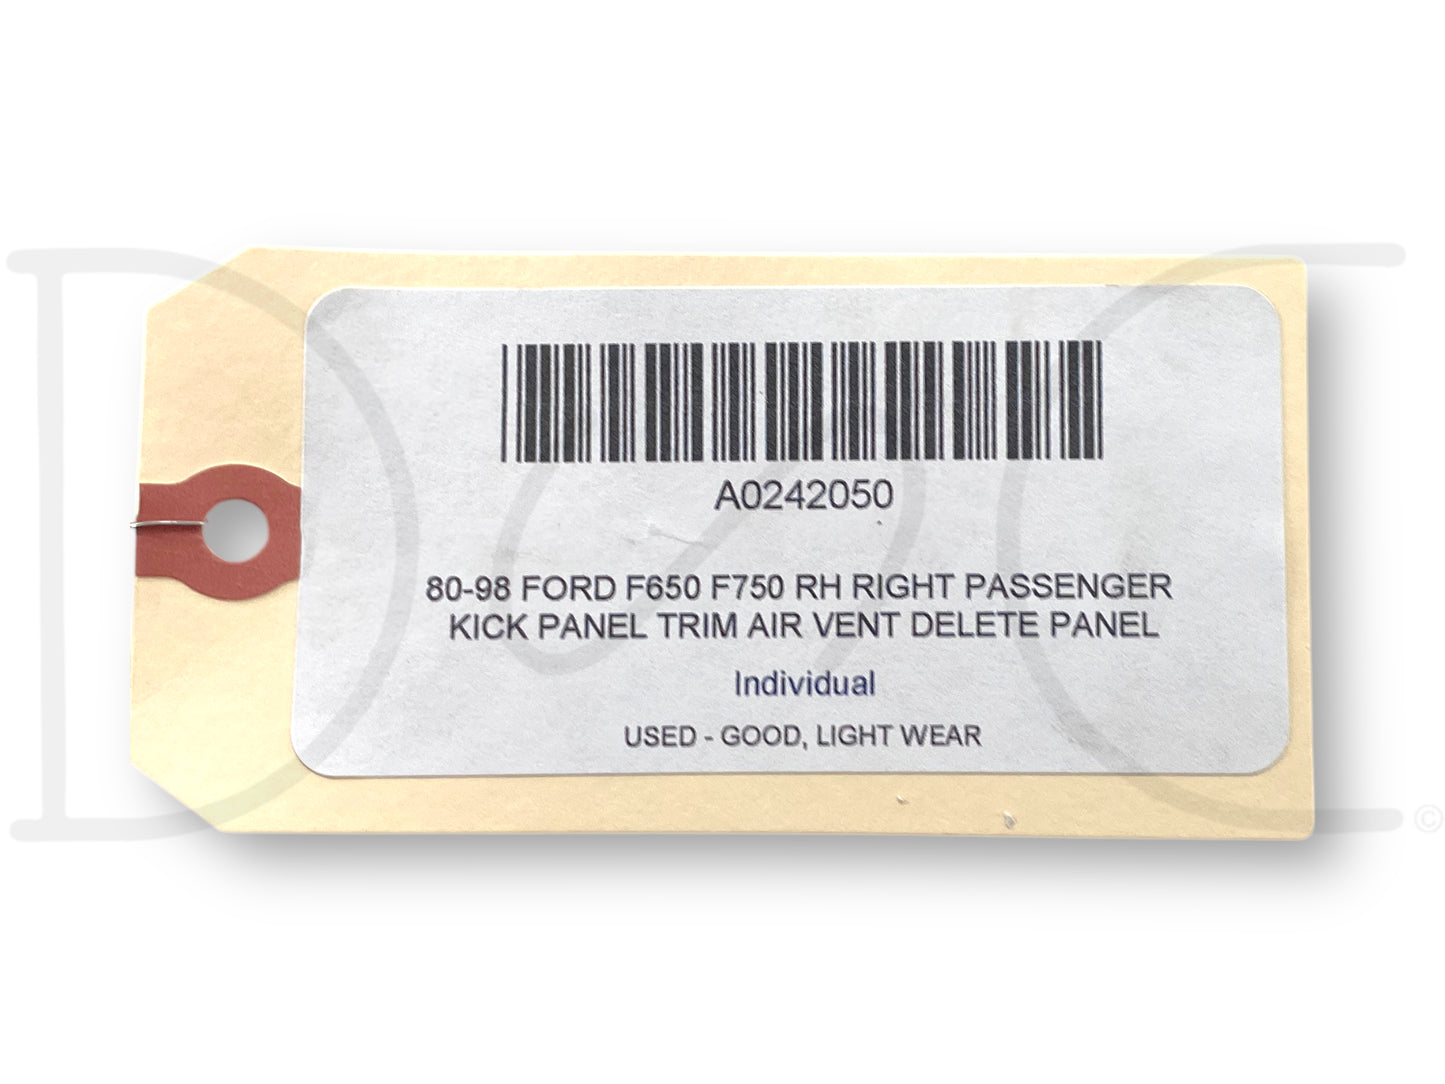 A0242050
80-98 FORD F650 F750 RH RIGHT PASSENGER
KICK PANEL TRIM AIR VENT DELETE PANEL
Individual
USED - GOOD, LIGHT WEAR